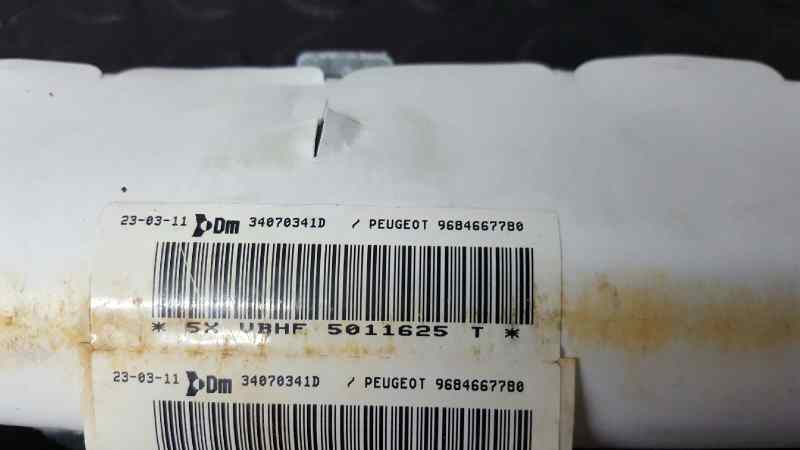 23-03-11 Dm 34070341D / PEUGEOT 9684667780
* 5X VBHF 5011625 T *
23-03-11 Dm 34070341D / PEUGEOT 9684667780